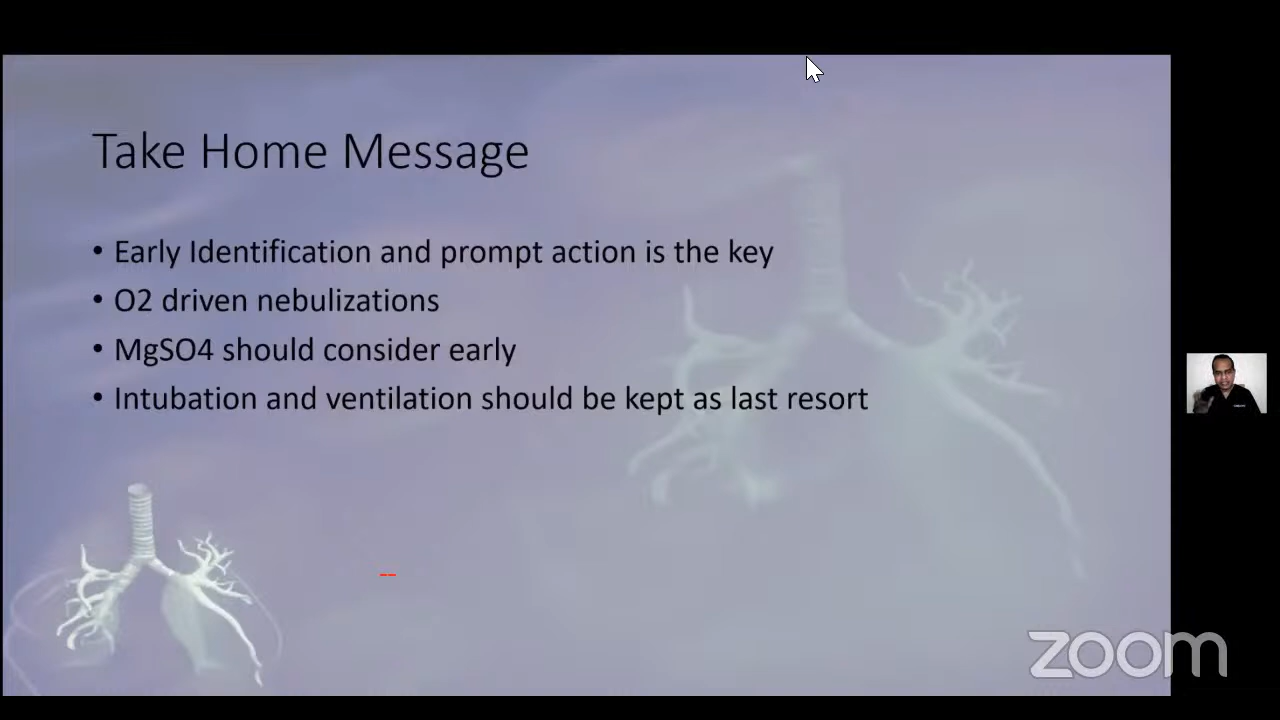 Take Home Message
• Early Identification and prompt action is the key
• O2 driven nebulizations
• MgSO4 should consider early
• Intubation and ventilation should be kept as last resort
zoom